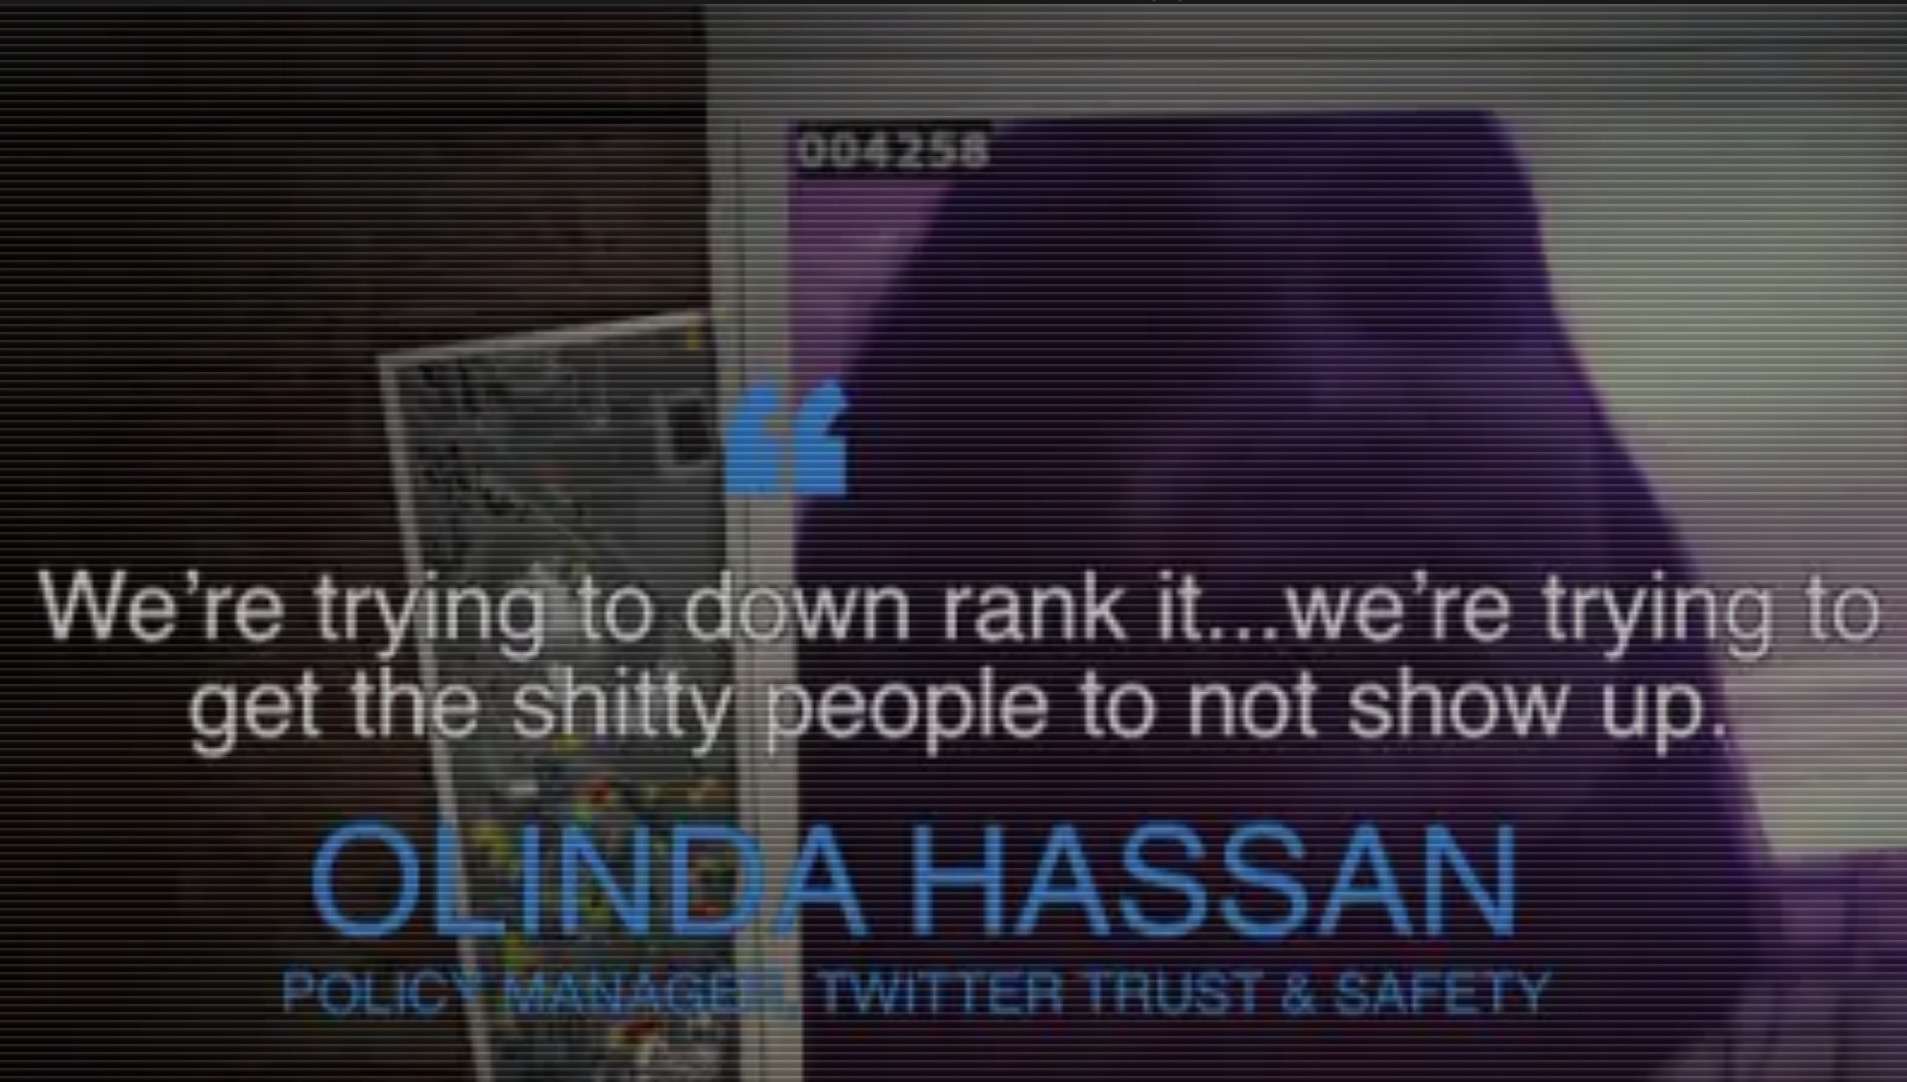 004258
“
We’re trying to down rank it...we’re trying to
get the shitty people to not show up.
OLINDA HASSAN
POLICY MANAGER TWITTER TRUST & SAFETY